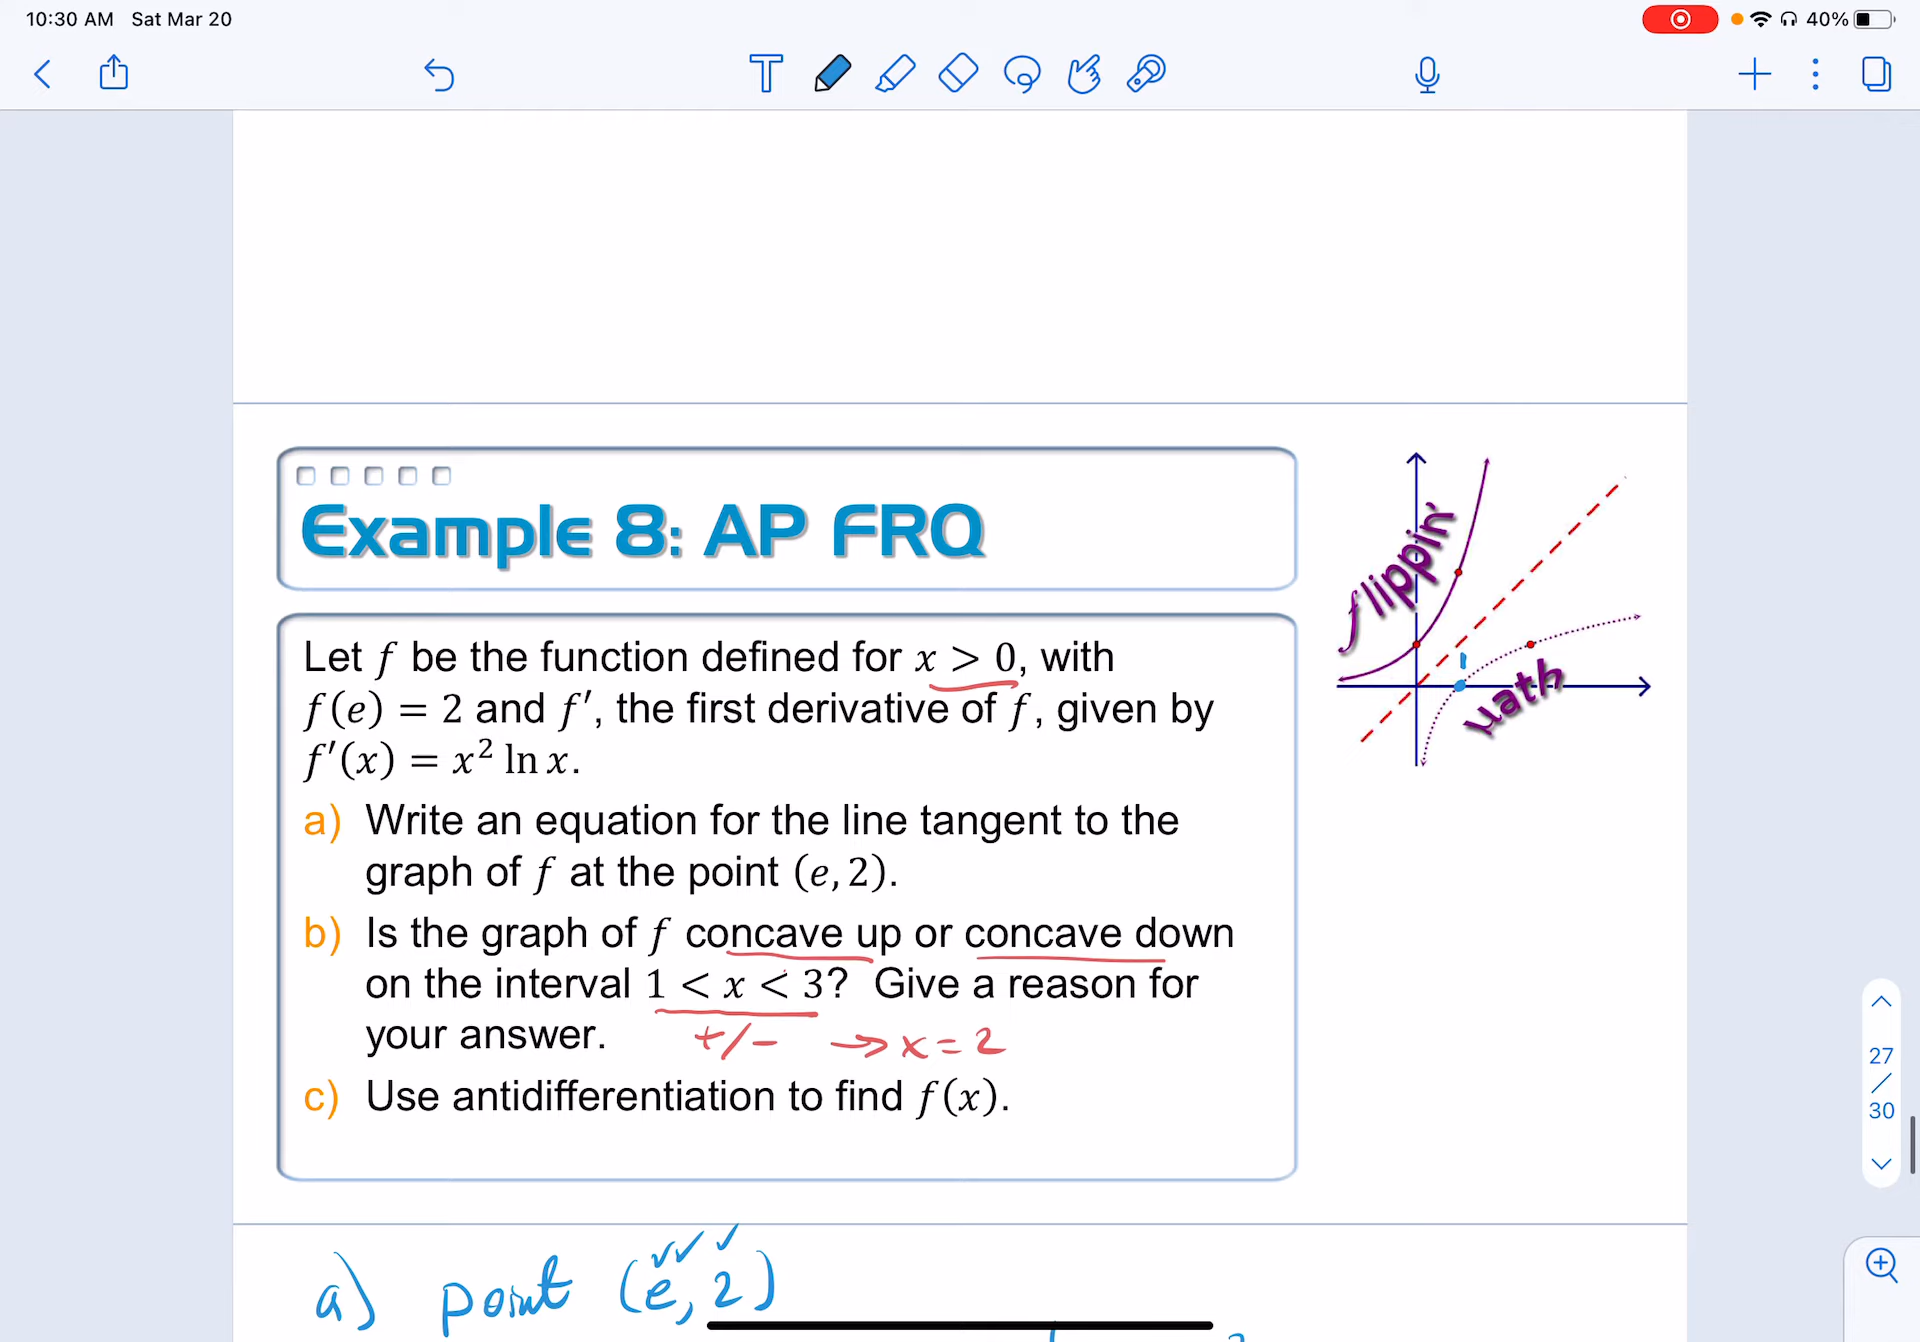 10:30 AM Sat Mar 20
40%
T
Example 8: AP FRQ
flippin'
math
1
Let f be the function defined for x > 0, with
f(e) = 2 and f′, the first derivative of f, given by
f′(x) = x² ln x.
a) Write an equation for the line tangent to the
graph of f at the point (e, 2).
b) Is the graph of f concave up or concave down
on the interval 1 < x < 3? Give a reason for
your answer. +/- → x = 2
c) Use antidifferentiation to find f(x).
27
/
30
a) point (e, 2)